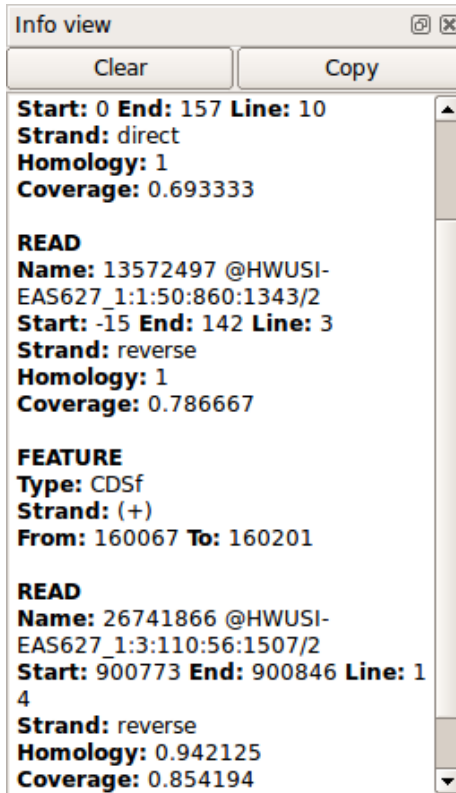 Info view
Clear Copy
Start: 0 End: 157 Line: 10
Strand: direct
Homology: 1
Coverage: 0.693333
READ
Name: 13572497 @HWUSI-
EAS627_1:1:50:860:1343/2
Start: -15 End: 142 Line: 3
Strand: reverse
Homology: 1
Coverage: 0.786667
FEATURE
Type: CDSf
Strand: (+)
From: 160067 To: 160201
READ
Name: 26741866 @HWUSI-
EAS627_1:3:110:56:1507/2
Start: 900773 End: 900846 Line: 1
4
Strand: reverse
Homology: 0.942125
Coverage: 0.854194